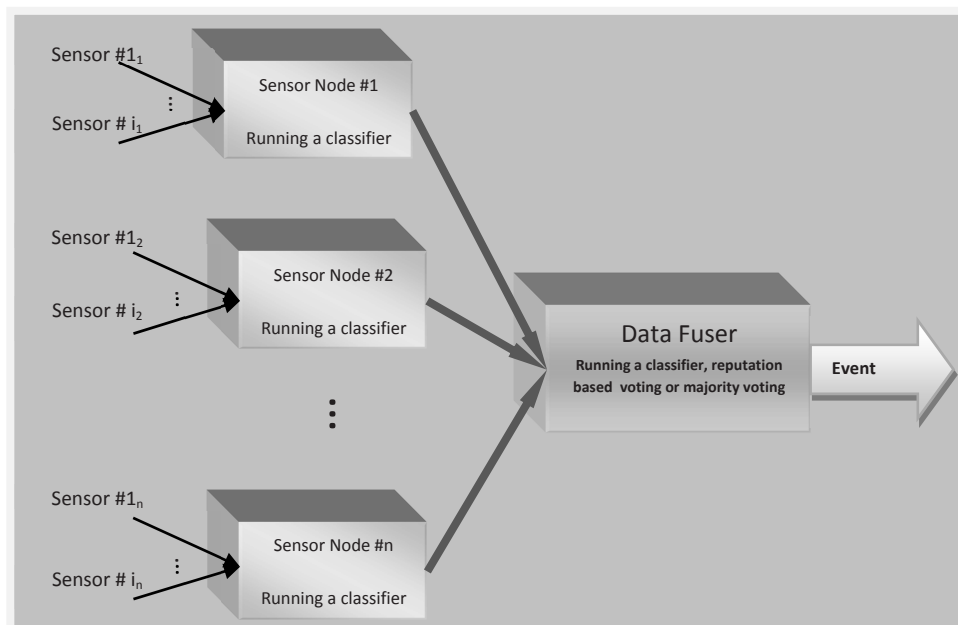 Sensor #1₁
⋮
Sensor # i₁
Sensor Node #1
Running a classifier
Sensor #1₂
⋮
Sensor # i₂
Sensor Node #2
Running a classifier
⋮
Sensor #1ₙ
⋮
Sensor # iₙ
Sensor Node #n
Running a classifier
Data Fuser
Running a classifier, reputation
based voting or majority voting
Event